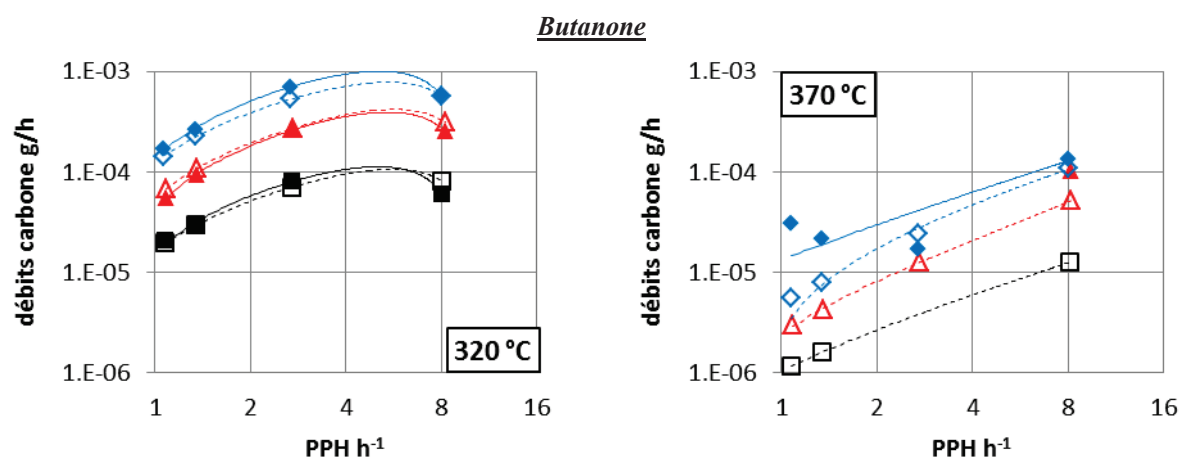 Butanone
débits carbone g/h
1.E-03
1.E-04
1.E-05
1.E-06
320 °C
1 2 4 8 16
PPH h-1
débits carbone g/h
1.E-03
1.E-04
1.E-05
1.E-06
370 °C
1 2 4 8 16
PPH h-1